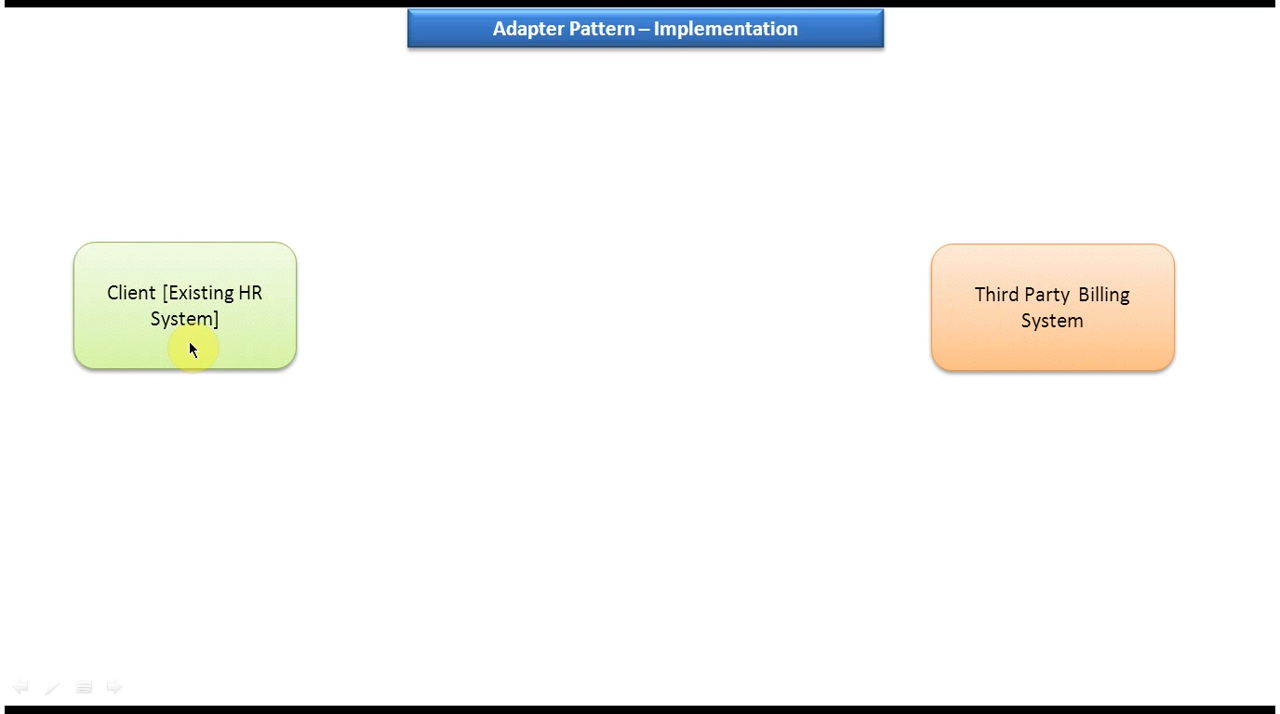 Adapter Pattern – Implementation
Client [Existing HR
System]
Third Party Billing
System